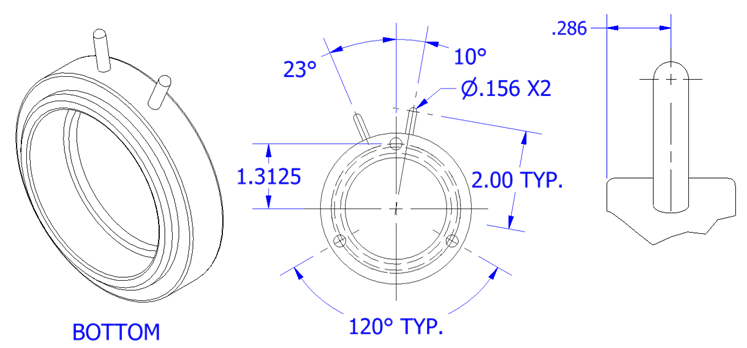 .286
23°
10°
Ø.156 X2
1.3125
2.00 TYP.
120° TYP.
BOTTOM